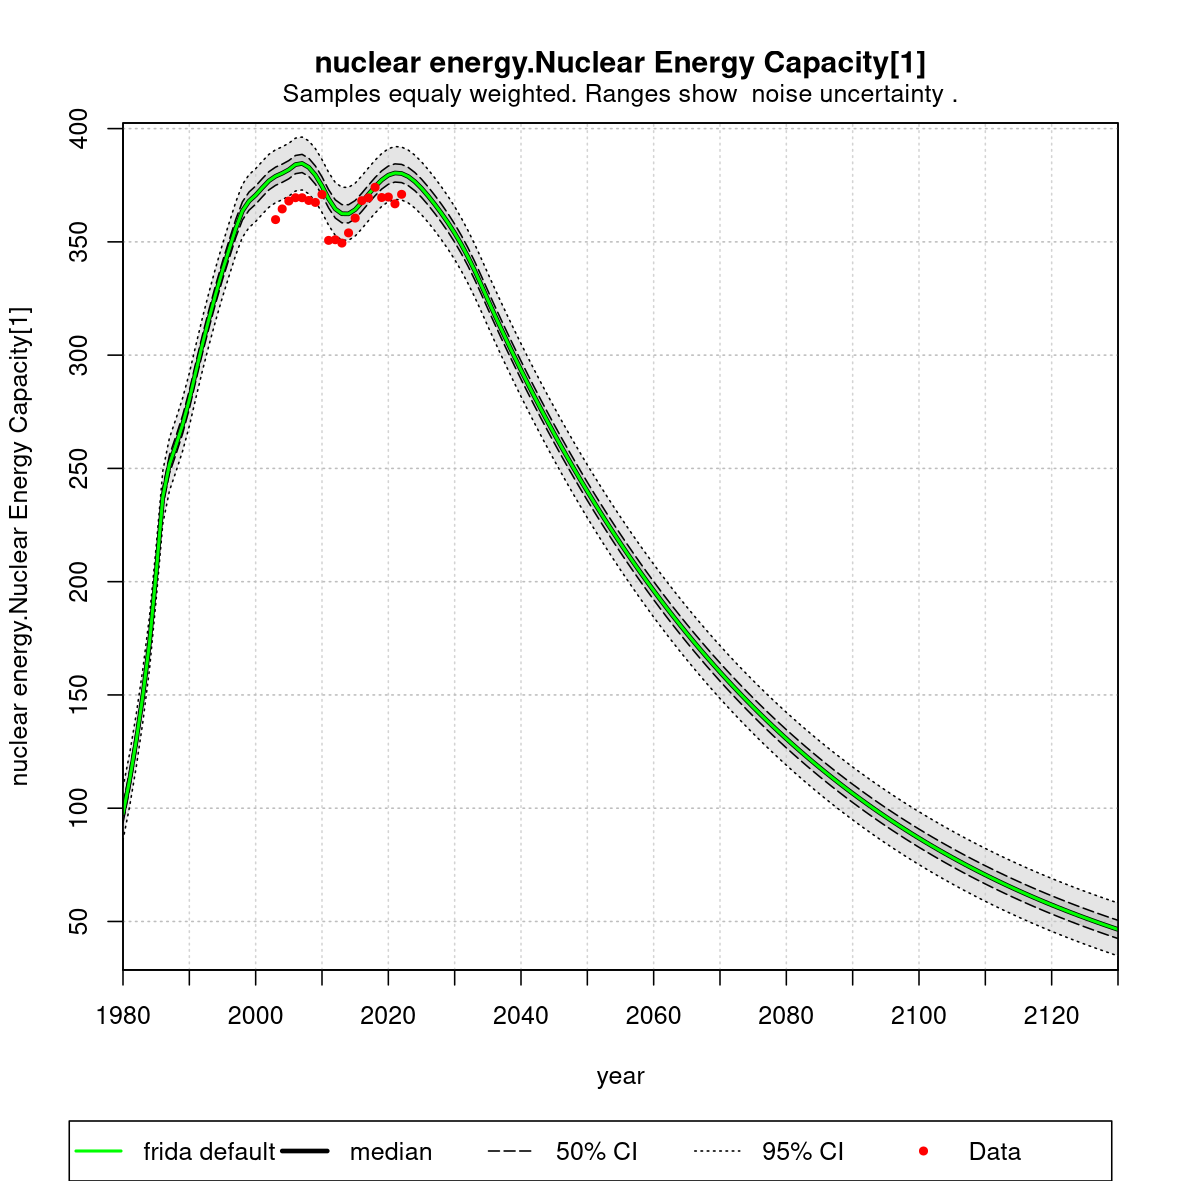 nuclear energy.Nuclear Energy Capacity[1]
Samples equaly weighted. Ranges show  noise uncertainty .
nuclear energy.Nuclear Energy Capacity[1]
400
350
300
250
200
150
100
50
1980 2000 2020 2040 2060 2080 2100 2120
year
frida default median 50% CI 95% CI Data